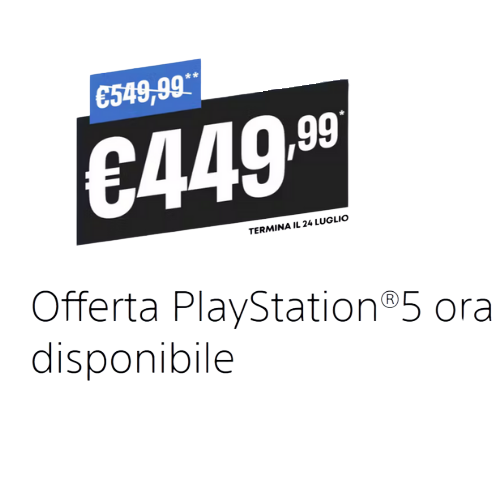 €549,99**
€449,99*
TERMINA IL 24 LUGLIO
Offerta PlayStation®5 ora
disponibile